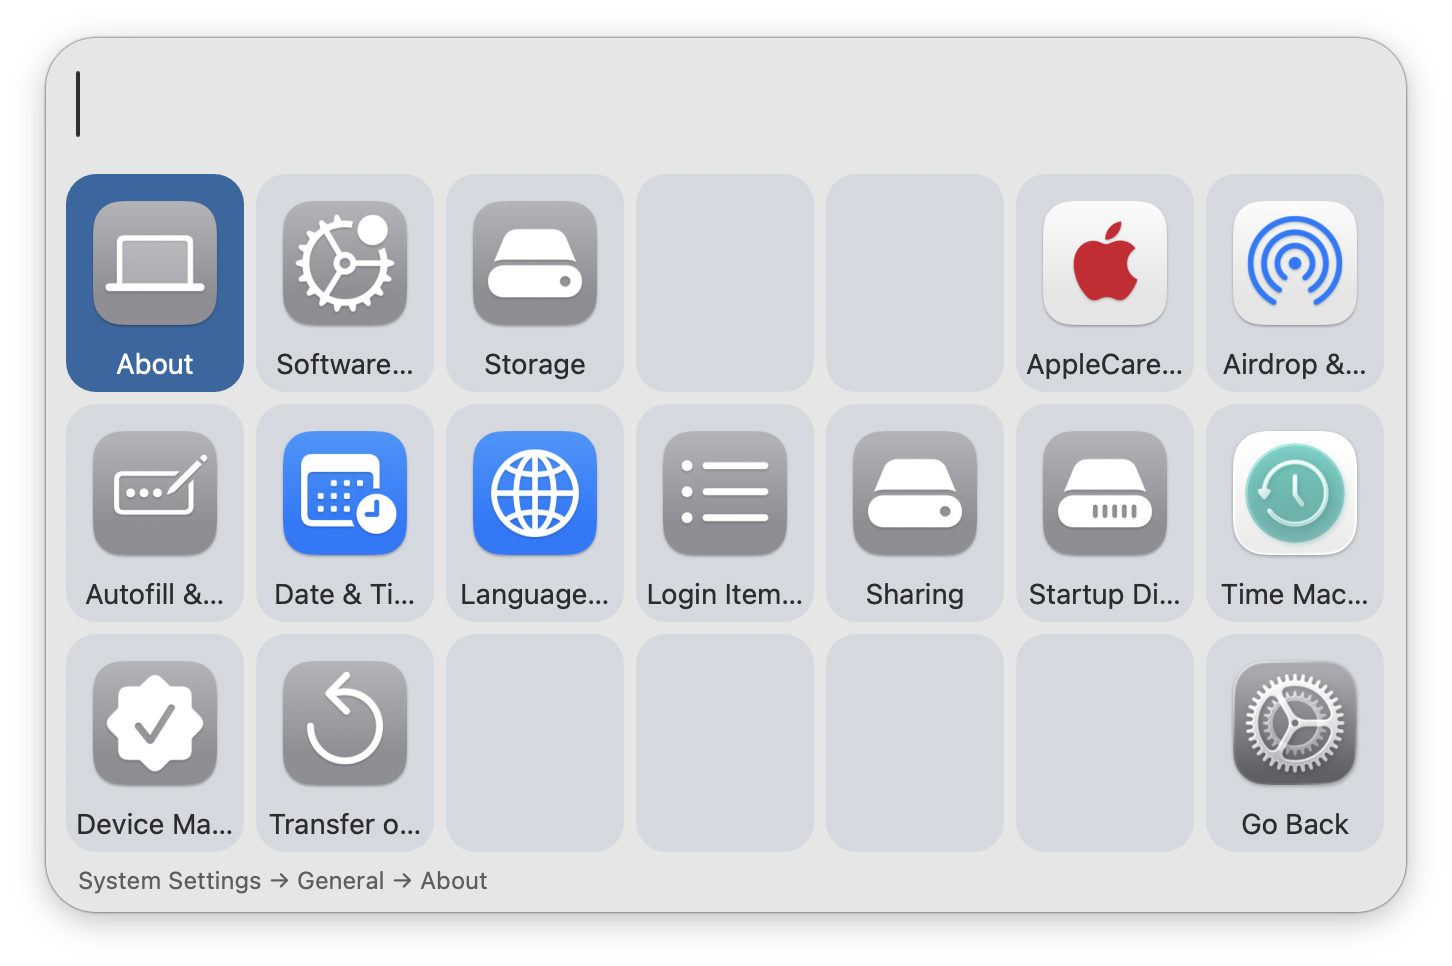 About
Software...
Storage
AppleCare...
Airdrop &...
Autofill &...
Date & Ti...
Language...
Login Item...
Sharing
Startup Di...
Time Mac...
Device Ma...
Transfer o...
Go Back
System Settings → General → About